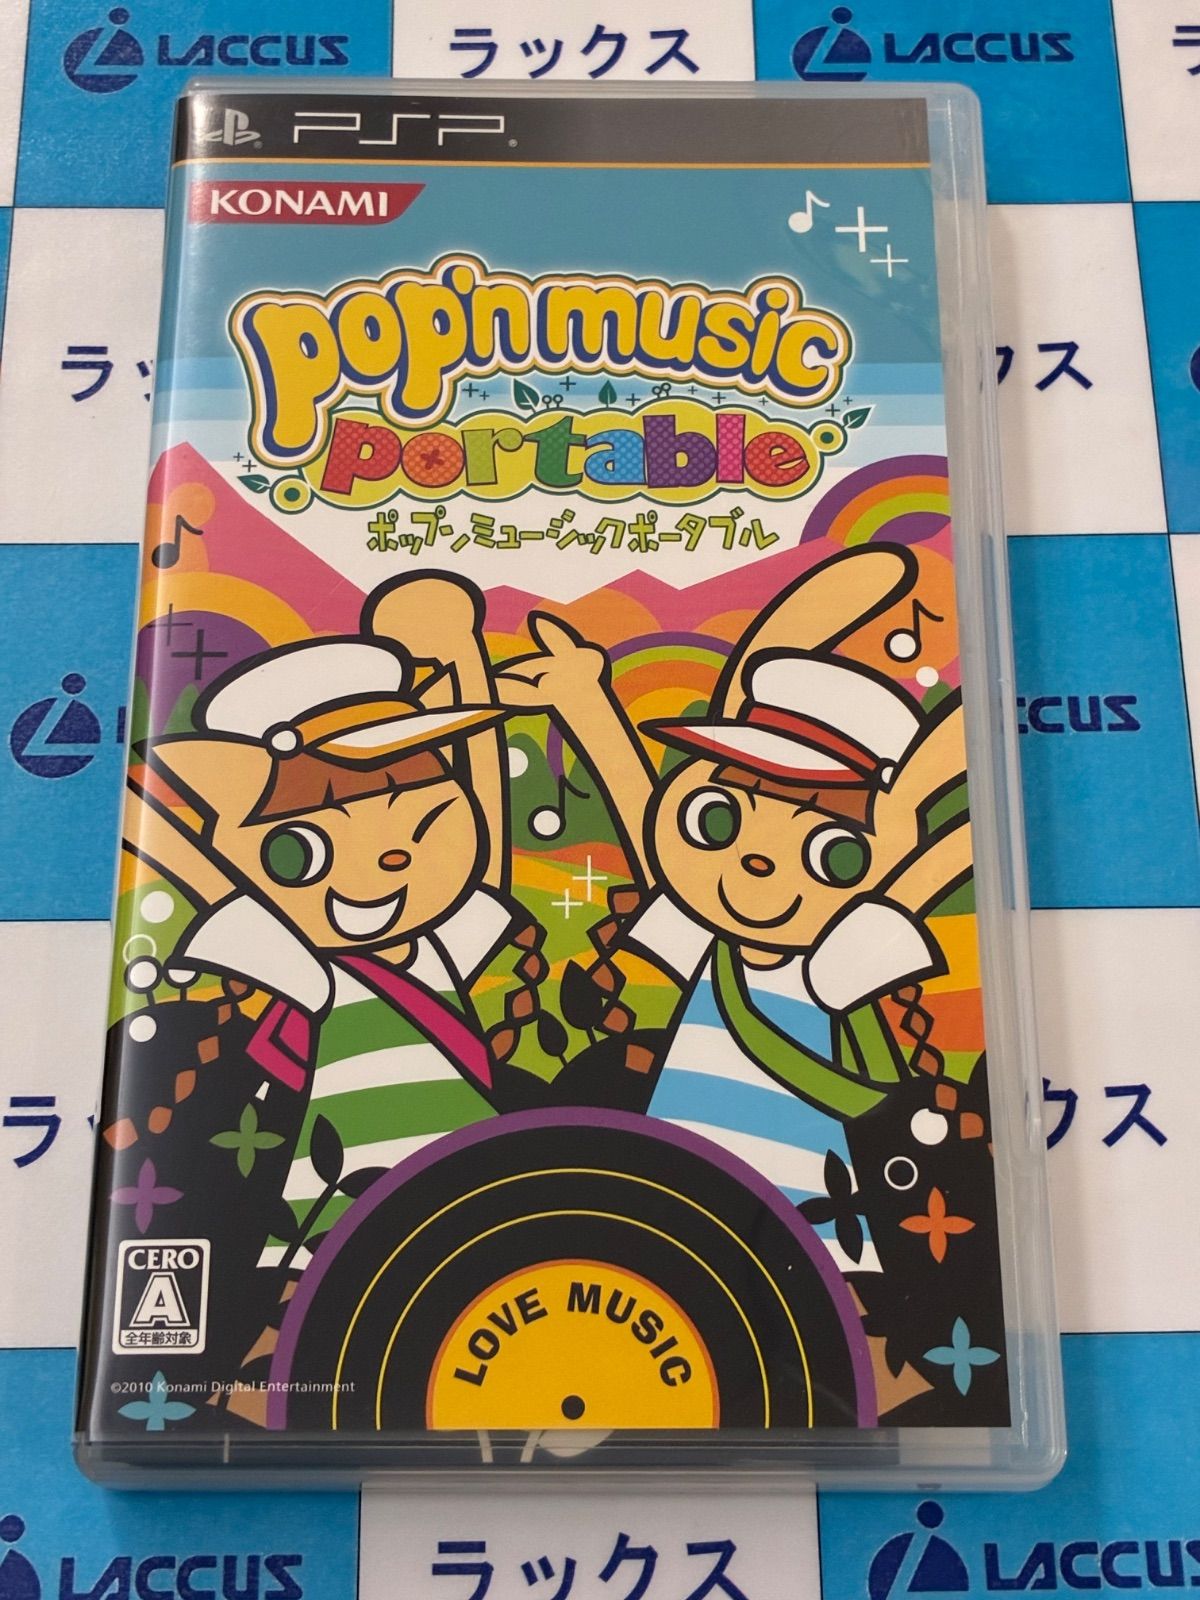 LACCUS ラックス LACCUS
PSP
KONAMI
pop'n music
portable
ポップンミュージックポータブル
ラッ
クス
CCUS
ラッ
クス
LOVE MUSIC
CERO
A
全年齢対象
©2010 Konami Digital Entertainment
LACCUS ラックス LACCUS